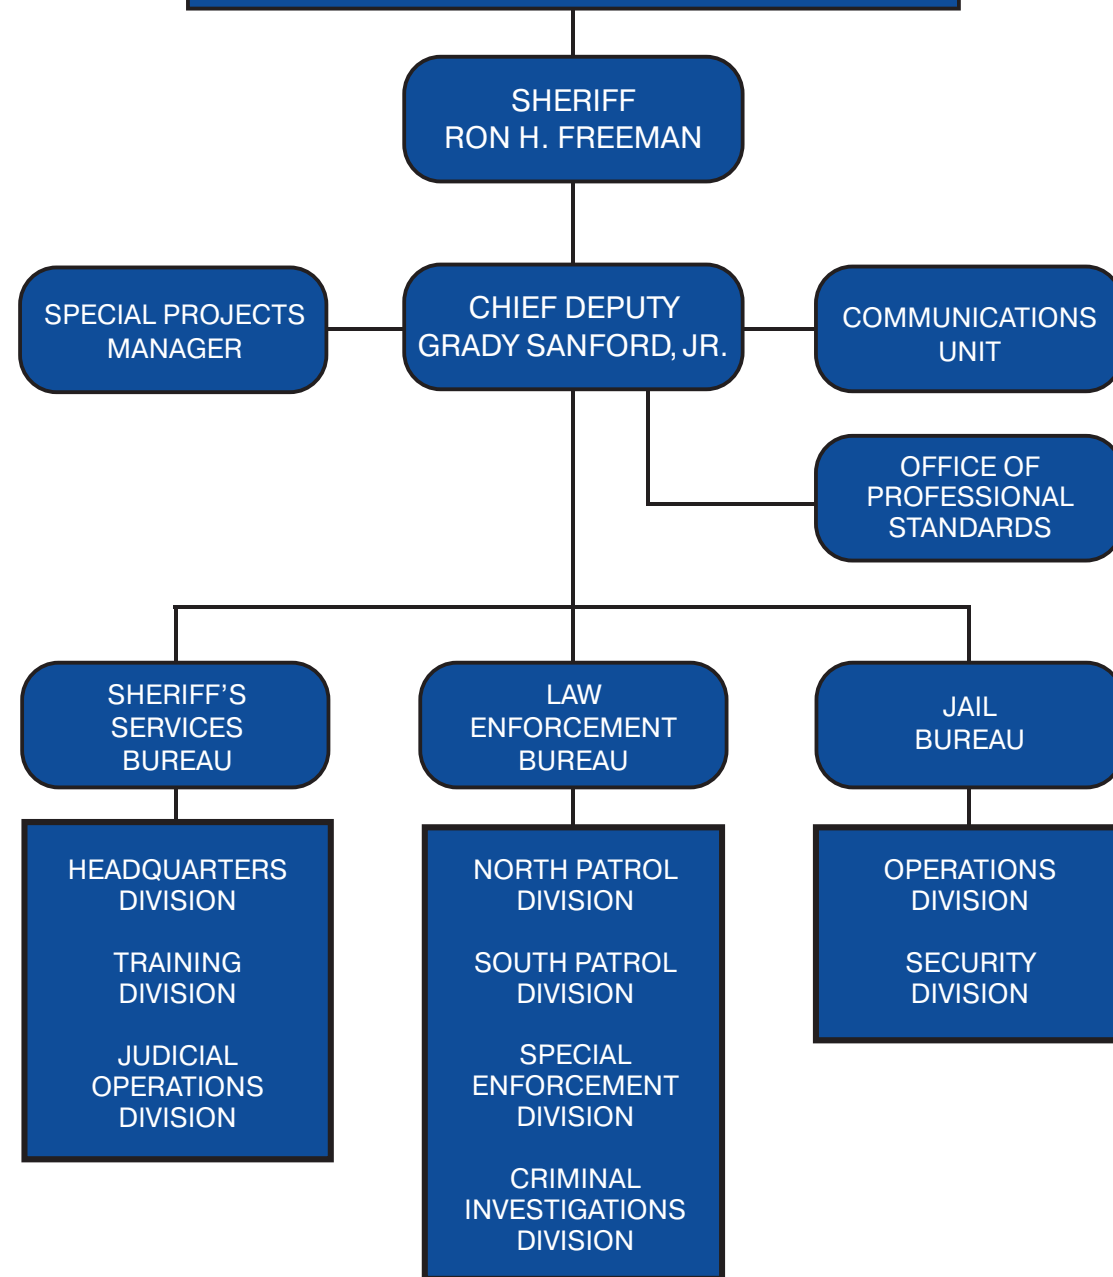 SHERIFF
RON H. FREEMAN
SPECIAL PROJECTS
MANAGER
CHIEF DEPUTY
GRADY SANFORD, JR.
COMMUNICATIONS
UNIT
OFFICE OF
PROFESSIONAL
STANDARDS
SHERIFF’S
SERVICES
BUREAU
LAW
ENFORCEMENT
BUREAU
JAIL
BUREAU
HEADQUARTERS
DIVISION
TRAINING
DIVISION
JUDICIAL
OPERATIONS
DIVISION
NORTH PATROL
DIVISION
SOUTH PATROL
DIVISION
SPECIAL
ENFORCEMENT
DIVISION
CRIMINAL
INVESTIGATIONS
DIVISION
OPERATIONS
DIVISION
SECURITY
DIVISION